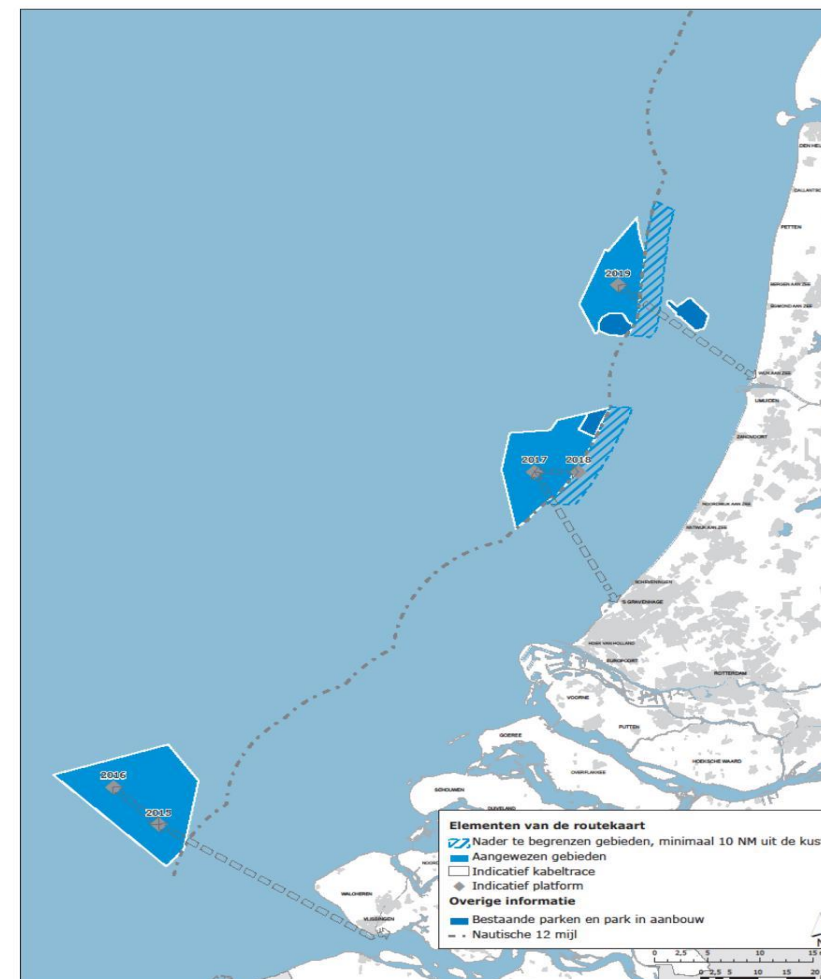 DEN HEL
CALLANTSO
PETTEN
2019
BERGEN AAN ZEE
EGMOND AAN ZEE
WIJK AAN ZEE
IJMUIDEN
ZANDVOORT
2017
2018
NOORDWIJK AAN ZEE
KATWIJK AAN ZEE
SCHEVENINGEN
'S GRAVENHAGE
HOEK VAN HOLLAND
EUROPOORT
ROTTERDAM
VOORNE
PUTTEN
GOEREE
HOEKSCHE WAARD
OVERFLAKKEE
2016
SCHOUWEN
DUIVELAND
2015
NOORD
WALCHEREN
VLISSINGEN
Elementen van de routekaart
Nader te begrenzen gebieden, minimaal 10 NM uit de kus
Aangewezen gebieden
Indicatief kabeltrace
Indicatief platform
Overige informatie
Bestaande parken en park in aanbouw
Nautische 12 mijl
N
0 2,5 5 10 15
0 2,5 5 10 15 20